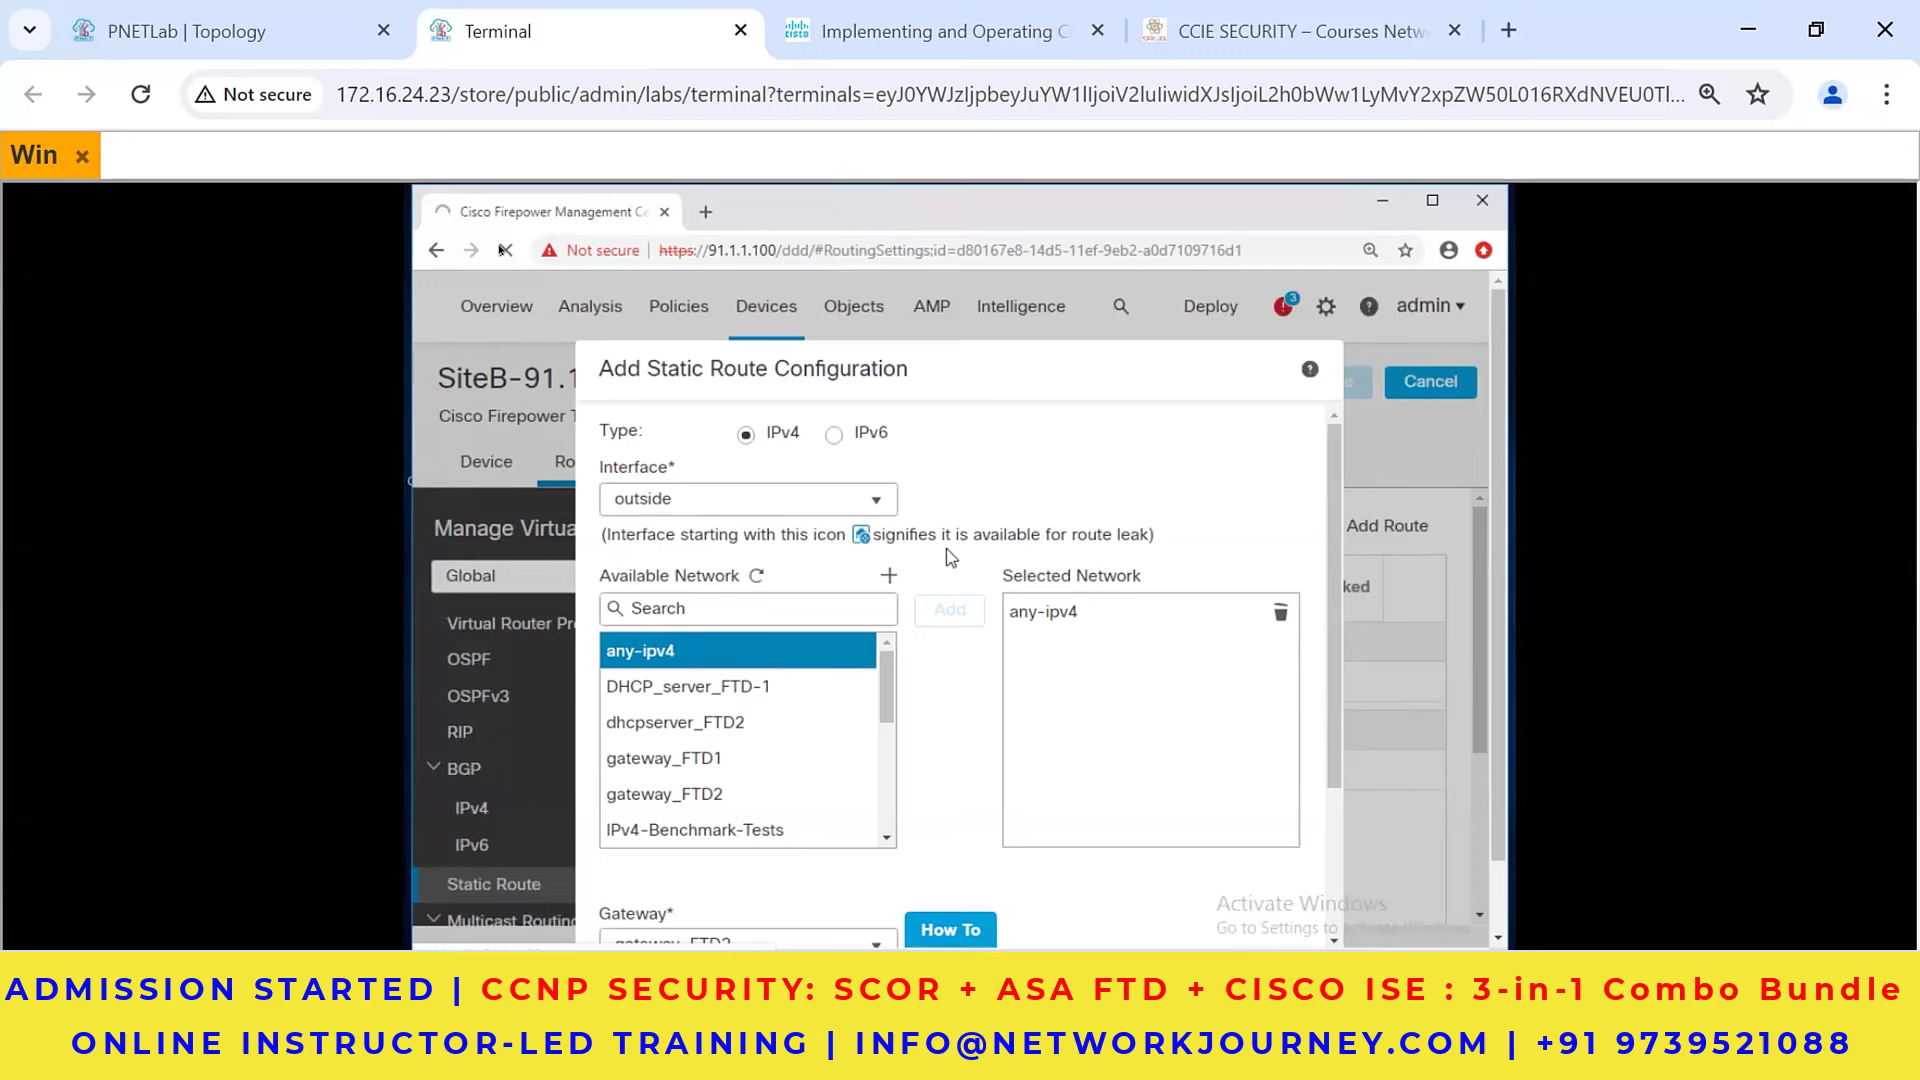 PNETLab | Topology
Terminal
Implementing and Operating C
CCIE SECURITY – Courses Netw
Not secure
172.16.24.23/store/public/admin/labs/terminal?terminals=eyJ0YWJzIjpbeyJuYW1lIjoiV2luIiwidXJsIjoiL2h0bWw1LyMvY2xpZW50L016RXdNVEU0Tl...
Win
Cisco Firepower Management Ce
Not secure
https://91.1.1.100/ddd/#RoutingSettings;id=d80167e8-14d5-11ef-9eb2-a0d7109716d1
Overview Analysis Policies Devices Objects AMP Intelligence Deploy 3 admin
SiteB-91.1
Cisco Firepower T
Cancel
Device
Ro
Add Static Route Configuration
Type:
IPv4
IPv6
Interface*
outside
(Interface starting with this icon signifies it is available for route leak)
Manage Virtua
Add Route
Global
Available Network
Selected Network
Search
Add
any-ipv4
any-ipv4
DHCP_server_FTD-1
dhcpserver_FTD2
gateway_FTD1
gateway_FTD2
IPv4-Benchmark-Tests
Virtual Router Pr
OSPF
OSPFv3
RIP
BGP
IPv4
IPv6
Static Route
Multicast Routing
Gateway*
gateway_FTD2
How To
Activate Windows
Go to Settings to activate Windows
ADMISSION STARTED | CCNP SECURITY: SCOR + ASA FTD + CISCO ISE : 3-in-1 Combo Bundle
ONLINE INSTRUCTOR-LED TRAINING | INFO@NETWORKJOURNEY.COM | +91 9739521088